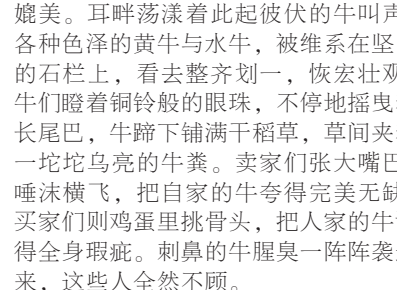 媲美。耳畔荡漾着此起彼伏的牛叫声
各种色泽的黄牛与水牛，被维系在坚
的石栏上，看去整齐划一，恢宏壮观
牛们瞪着铜铃般的眼珠，不停地摇曳
长尾巴，牛蹄下铺满干稻草，草间夹
一坨坨乌亮的牛粪。卖家们张大嘴巴
唾沫横飞，把自家的牛夸得完美无缺
买家们则鸡蛋里挑骨头，把人家的牛
得全身瑕疵。刺鼻的牛腥臭一阵阵袭
来，这些人全然不顾。